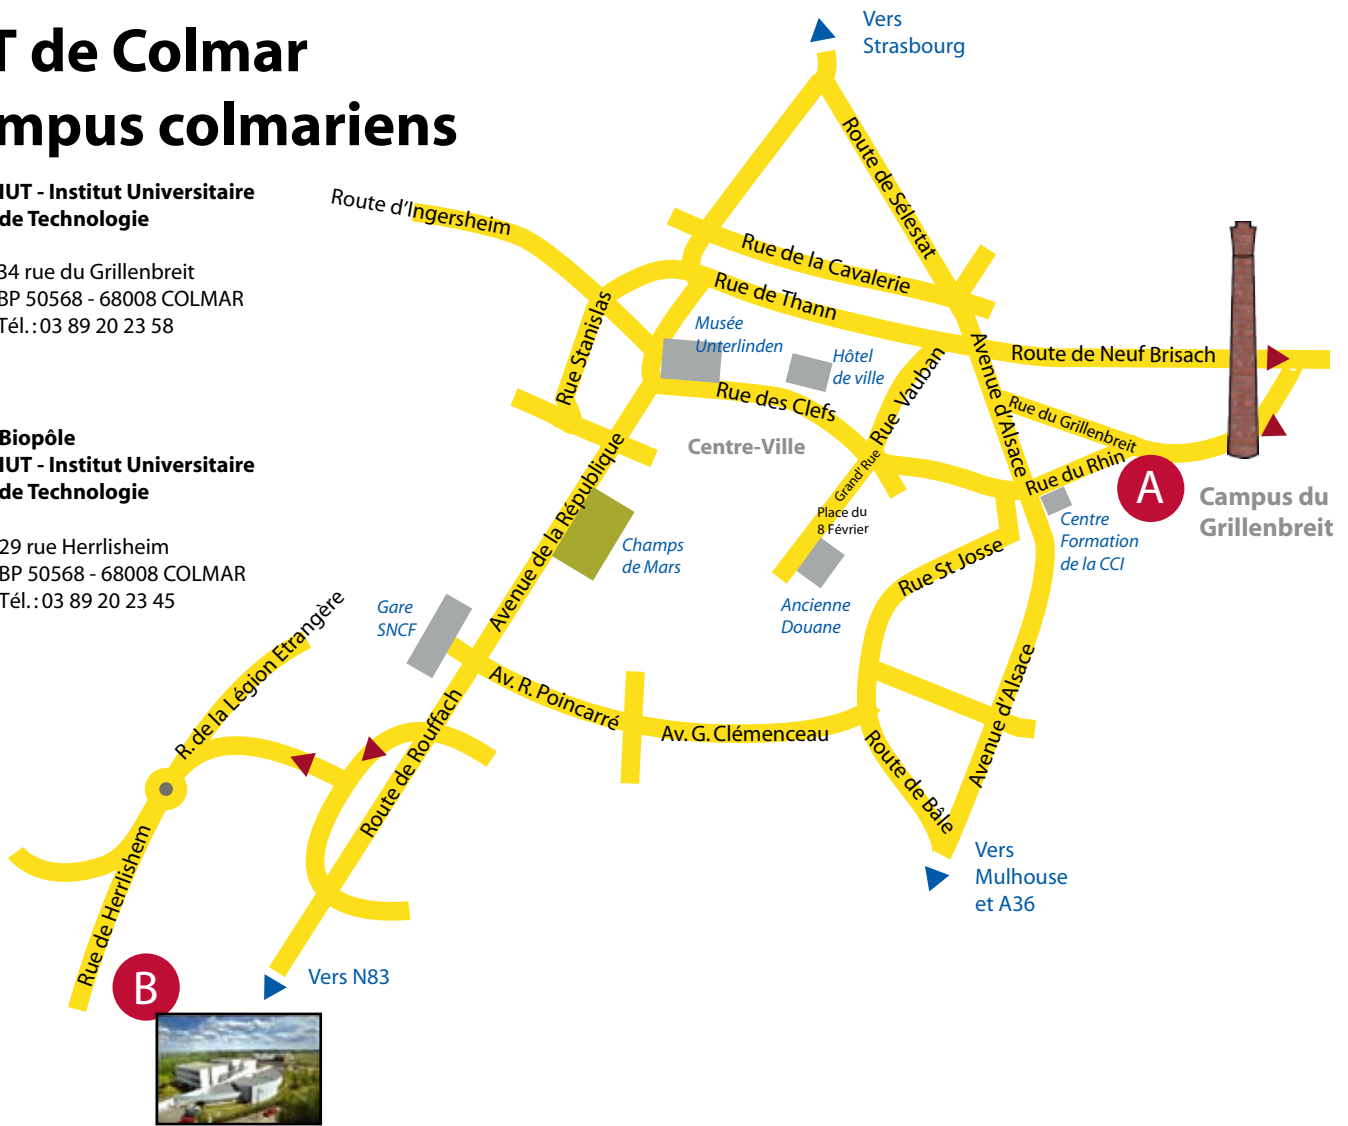 T de Colmar
mpus colmariens
IUT - Institut Universitaire
de Technologie
34 rue du Grillenbreit
BP 50568 - 68008 COLMAR
Tél. : 03 89 20 23 58
Biopôle
IUT - Institut Universitaire
de Technologie
29 rue Herrlisheim
BP 50568 - 68008 COLMAR
Tél. : 03 89 20 23 45
Vers
Strasbourg
Route de Sélestat
Route d'Ingersheim
Rue de la Cavalerie
Rue de Thann
Rue Stanislas
Musée
Unterlinden
Hôtel
de ville
Rue Vauban
Avenue d'Alsace
Route de Neuf Brisach
Rue des Clefs
Rue du Grillenbreit
Centre-Ville
Grand' Rue
Rue du Rhin
A
Campus du
Grillenbreit
Place du
8 Février
Centre
Formation
de la CCI
Avenue de la République
Champs
de Mars
Rue St Josse
Ancienne
Douane
Gare
SNCF
R. de la Légion Etrangère
Av. R. Poincarré
Av. G. Clémenceau
Route de Rouffach
Avenue d'Alsace
Route de Bâle
Vers
Mulhouse
et A36
Rue de Herrlishem
B
Vers N83